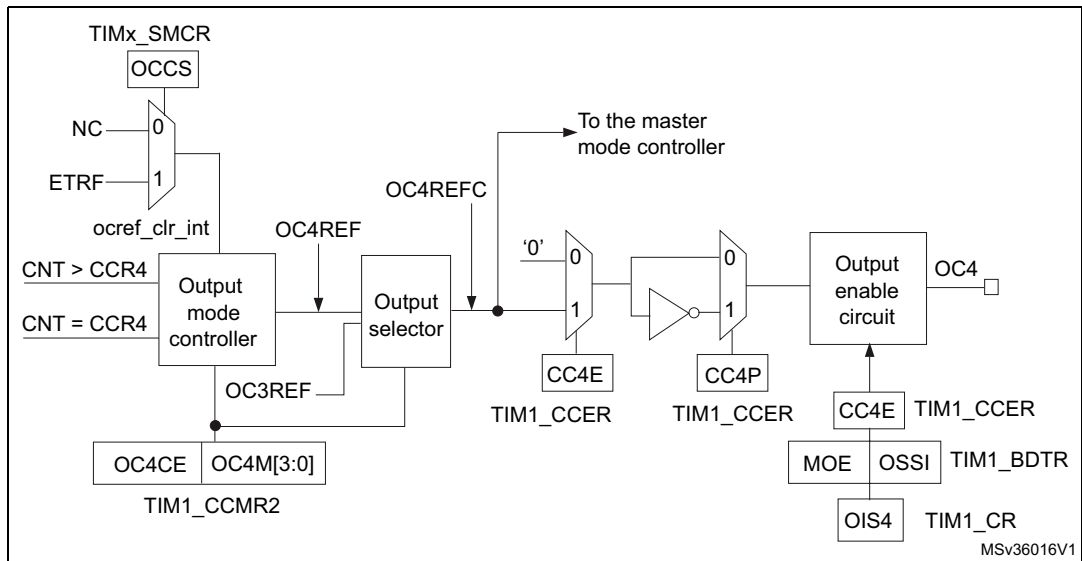 TIMx_SMCR
OCCS
NC
0
ETRF
1
ocref_clr_int
To the master
mode controller
OC4REFC
OC4REF
CNT > CCR4
CNT = CCR4
Output
mode
controller
Output
selector
OC3REF
'0'
0
1
0
1
Output
enable
circuit
OC4
CC4E
TIM1_CCER
CC4P
TIM1_CCER
CC4E
TIM1_CCER
OC4CE
OC4M[3:0]
TIM1_CCMR2
MOE
OSSI
TIM1_BDTR
OIS4
TIM1_CR
MSv36016V1